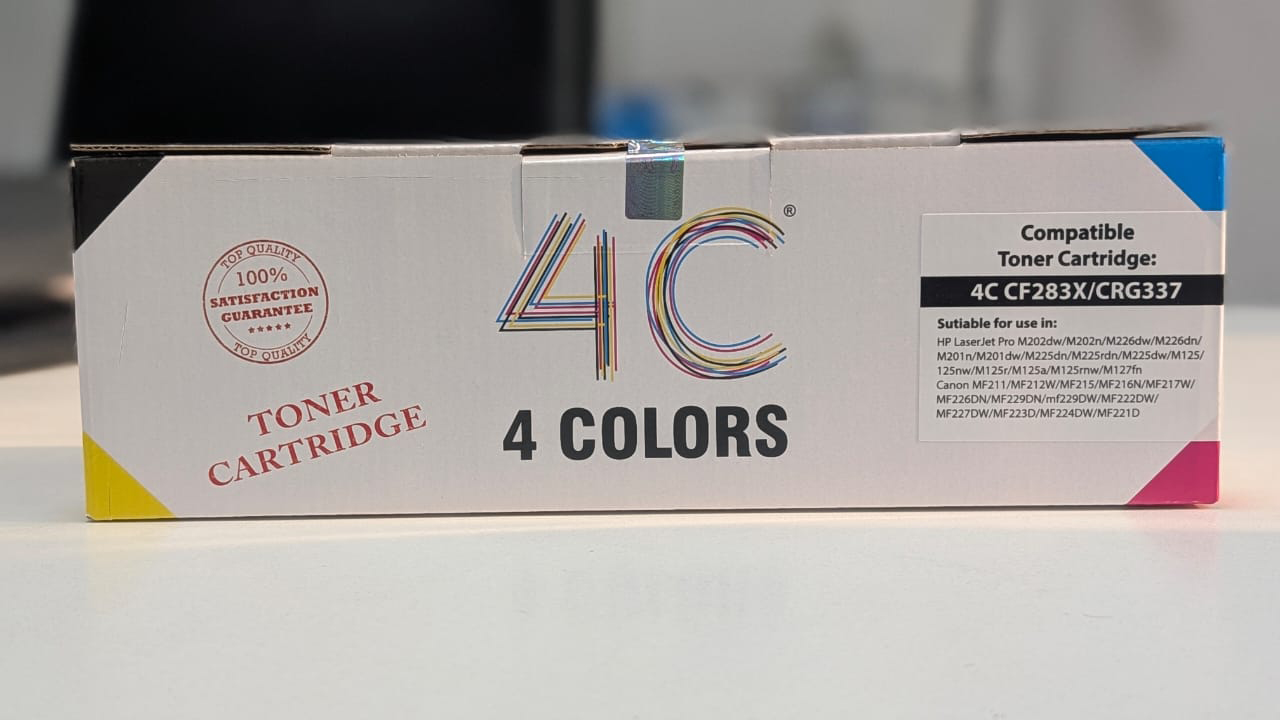 TOP QUALITY
100%
SATISFACTION
GUARANTEE
TOP QUALITY
TONER
CARTRIDGE
4C®
4 COLORS
Compatible
Toner Cartridge:
4C CF283X/CRG337
Sutiable for use in:
HP LaserJet Pro M202dw/M202n/M226dw/M226dn/
M201n/M201dw/M225dn/M225rdn/M225dw/M125/
125nw/M125r/M125a/M125rnw/M127fn
Canon MF211/MF212W/MF215/MF216N/MF217W/
MF226DN/MF229DN/mf229DW/MF222DW/
MF227DW/MF223D/MF224DW/MF221D